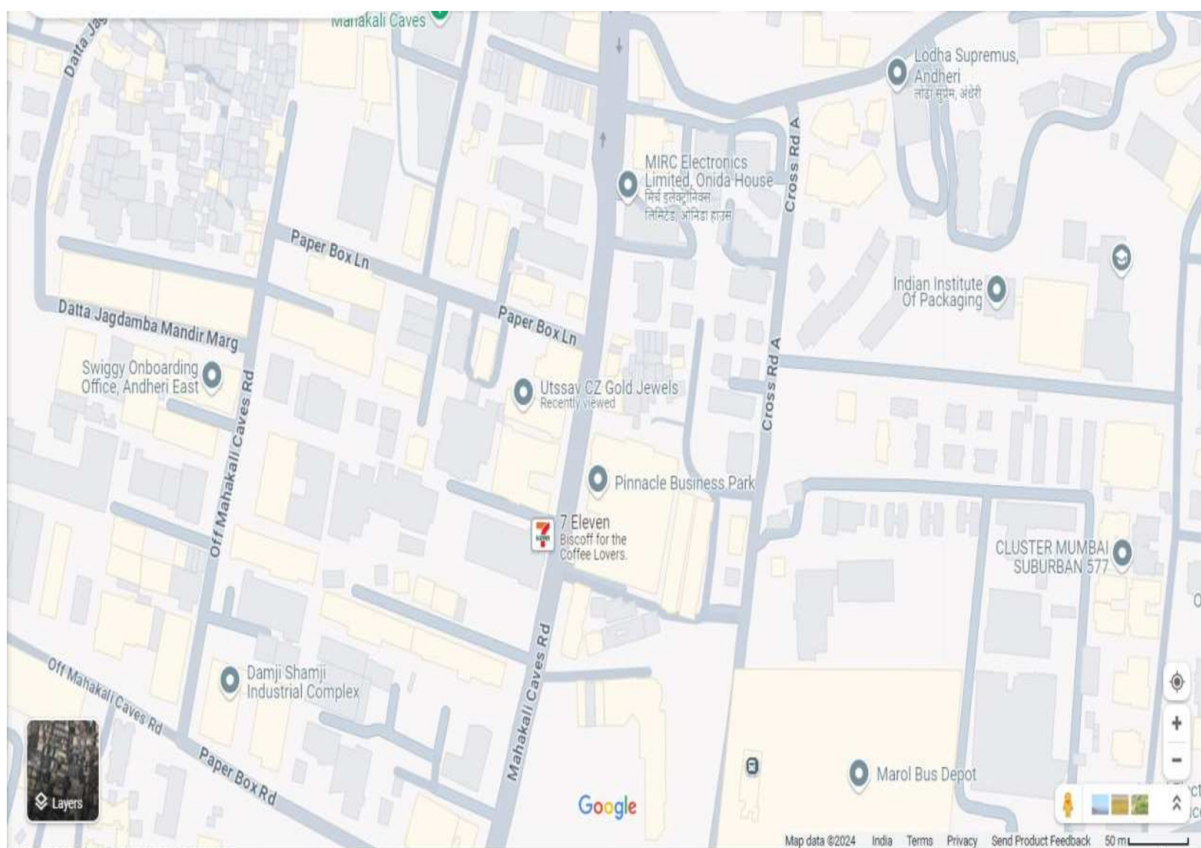 Mahakali Caves
Datta Jag
Lodha Supremus,
Andheri
लोढा सुप्रेम, अंधेरी
MIRC Electronics
Limited, Onida House
मिर्च इलेक्ट्रॉनिक्स
लिमिटेड, ओनिडा हाउस
Cross Rd A
Paper Box Ln
Indian Institute
Of Packaging
Datta Jagdamba Mandir Marg
Paper Box Ln
Swiggy Onboarding
Office, Andheri East
Utssav CZ Gold Jewels
Recently viewed
Cross Rd A
Off Mahakali Caves Rd
Pinnacle Business Park
7 Eleven
Biscoff for the
Coffee Lovers.
CLUSTER MUMBAI
SUBURBAN 577
Damji Shamji
Industrial Complex
Off Mahakali Caves Rd
Mahakali Caves Rd
Paper Box Rd
Marol Bus Depot
Layers
Google
Map data ©2024 India Terms Privacy Send Product Feedback 50 m